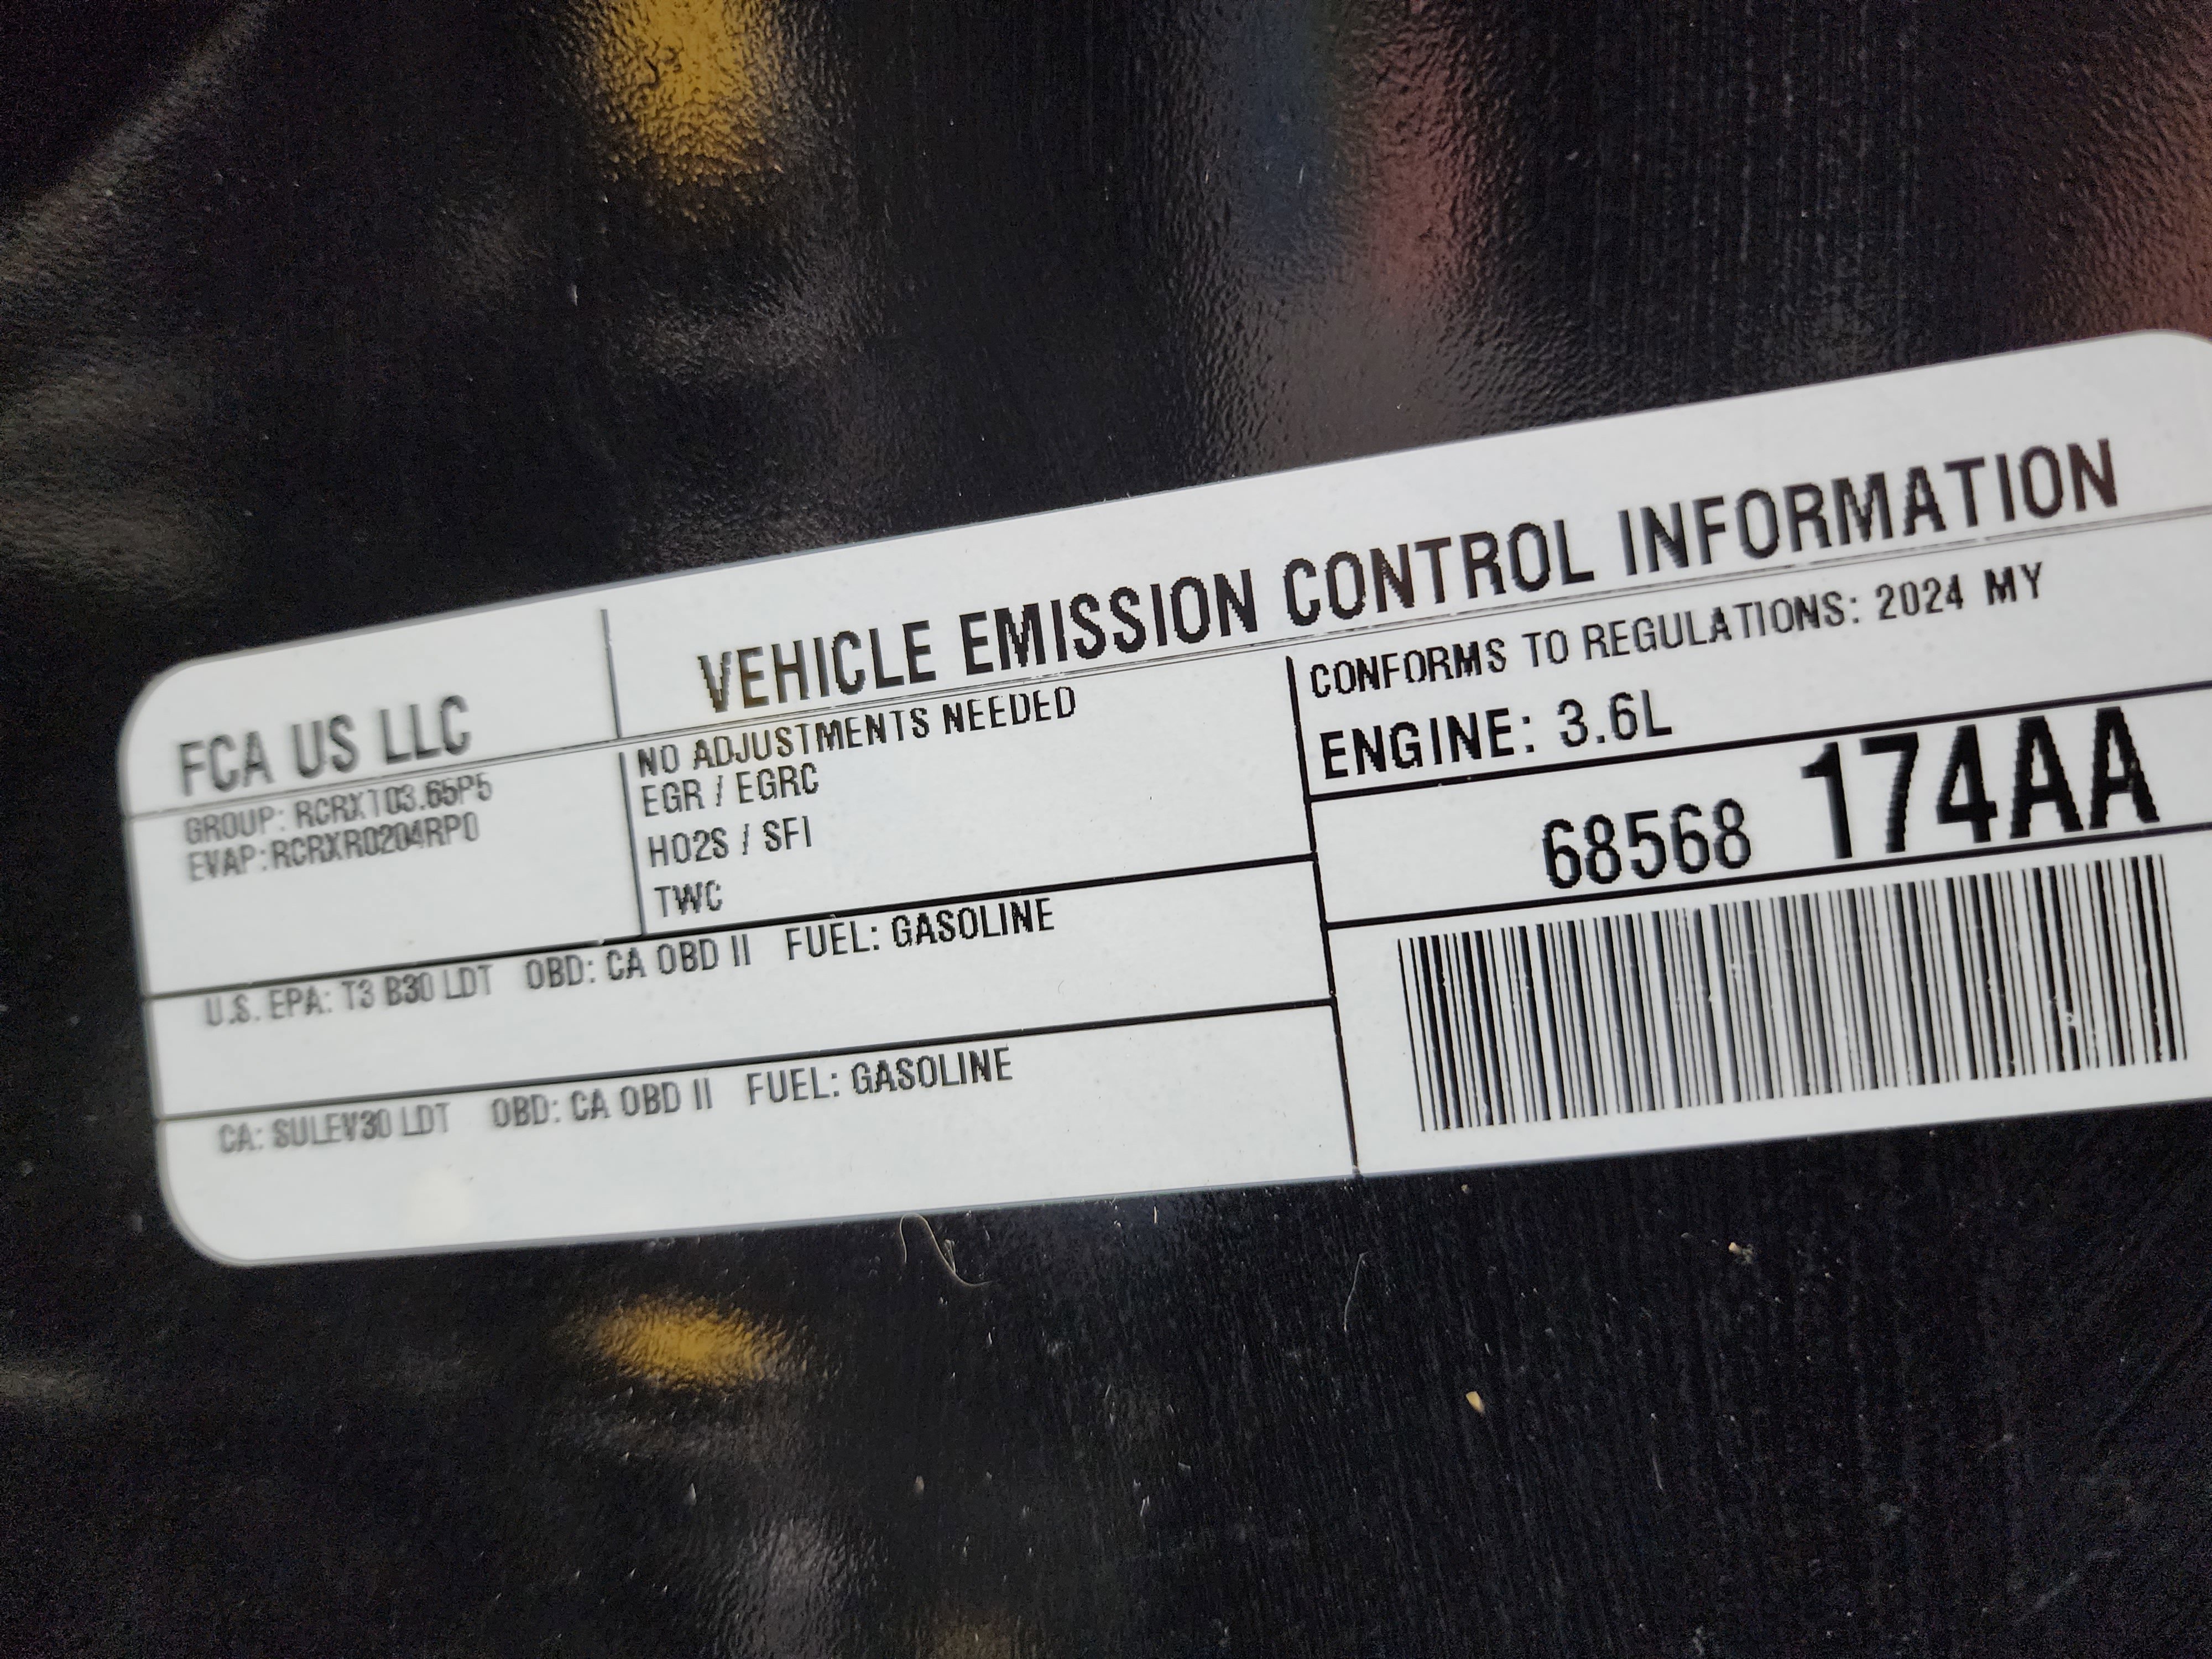 FCA US LLC
VEHICLE EMISSION CONTROL INFORMATION
GROUP: RCRXT03.65P5
EVAP:RCRXR0204RP0
NO ADJUSTMENTS NEEDED
EGR / EGRC
HO2S / SFI
TWC
CONFORMS TO REGULATIONS: 2024 MY
ENGINE: 3.6L
68568 174AA
U.S. EPA: T3 B30 LDT OBD: CA OBD II FUEL: GASOLINE
CA: SULEV30 LDT OBD: CA OBD II FUEL: GASOLINE